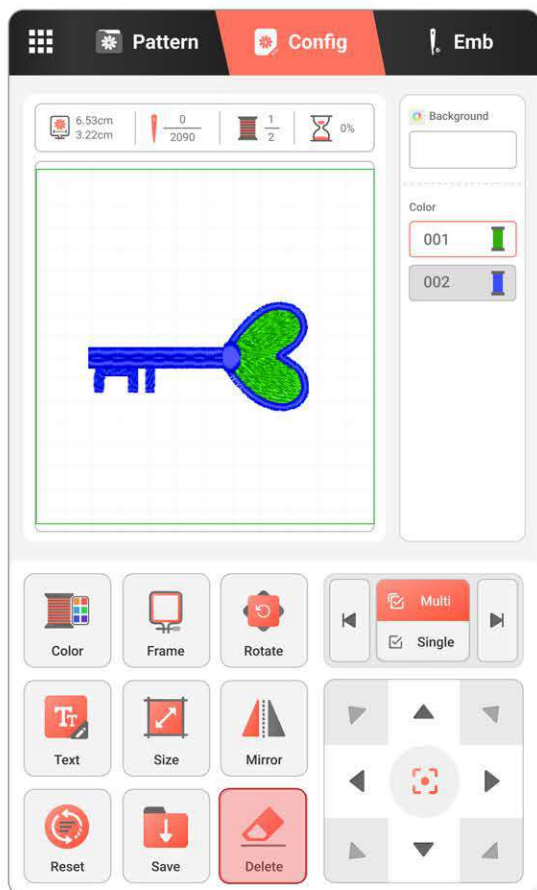 Pattern
Config
Emb
6.53cm
3.22cm
0
2090
1
2
0%
Background
Color
001
002
Color
Frame
Rotate
Multi
Single
Text
Size
Mirror
Reset
Save
Delete